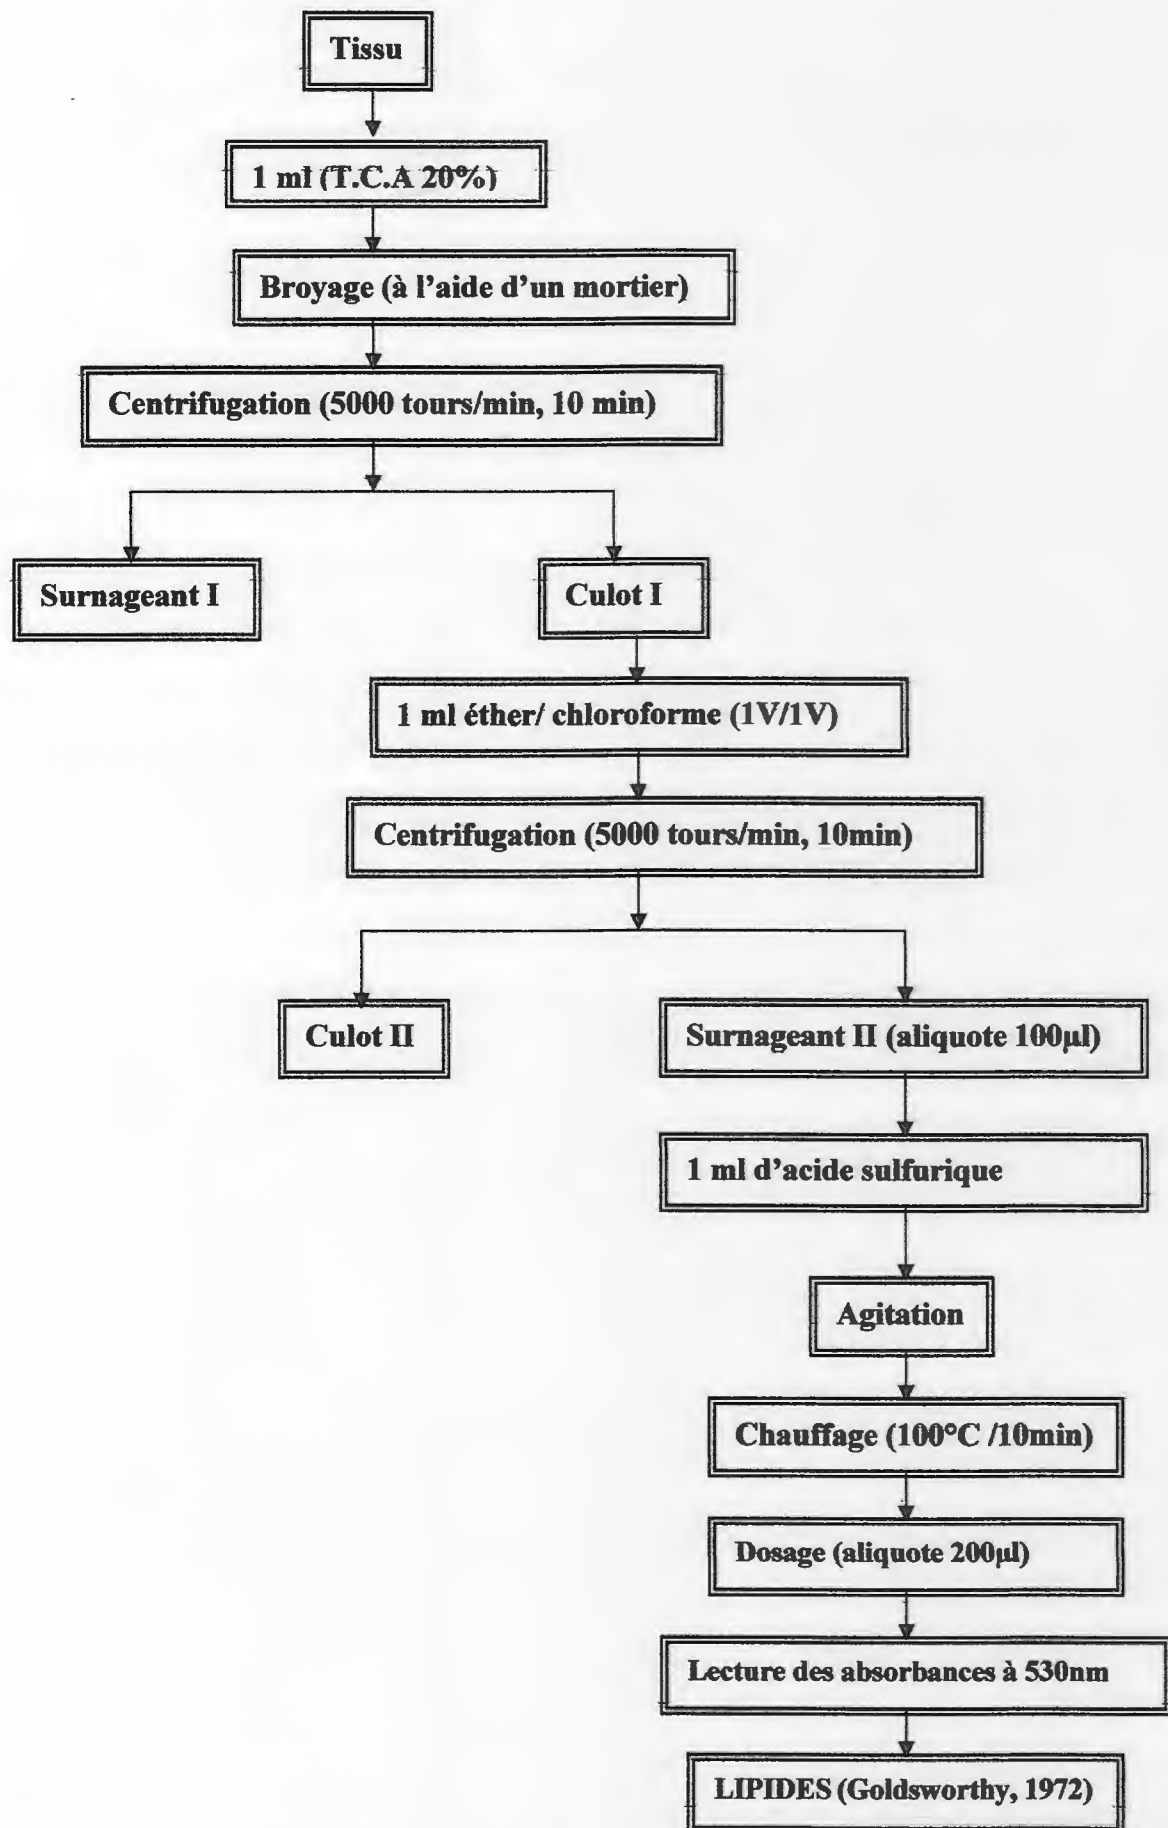 Tissu
1 ml (T.C.A 20%)
Broyage (à l'aide d'un mortier)
Centrifugation (5000 tours/min, 10 min)
Surnageant I
Culot I
1 ml éther/ chloroforme (1V/1V)
Centrifugation (5000 tours/min, 10min)
Culot II
Surnageant II (aliquote 100µl)
1 ml d'acide sulfurique
Agitation
Chauffage (100°C /10min)
Dosage (aliquote 200µl)
Lecture des absorbances à 530nm
LIPIDES (Goldsworthy, 1972)